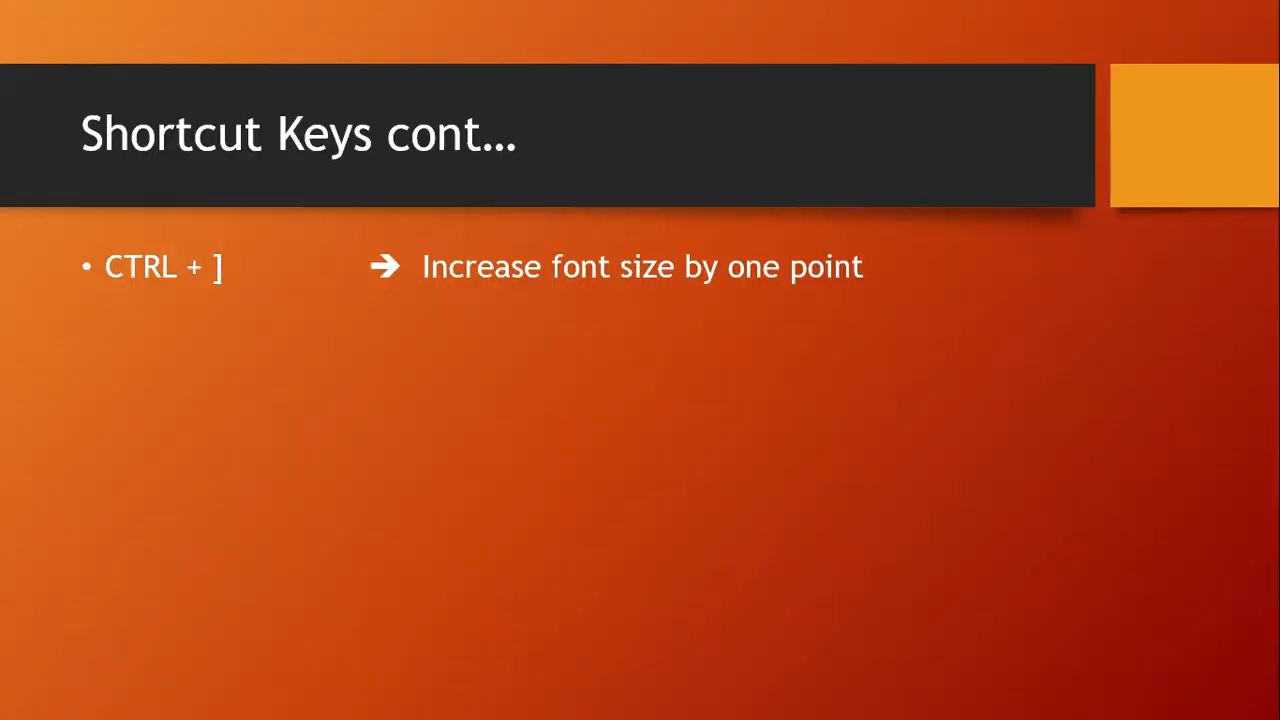 Shortcut Keys cont…
• CTRL + ] ➔ Increase font size by one point